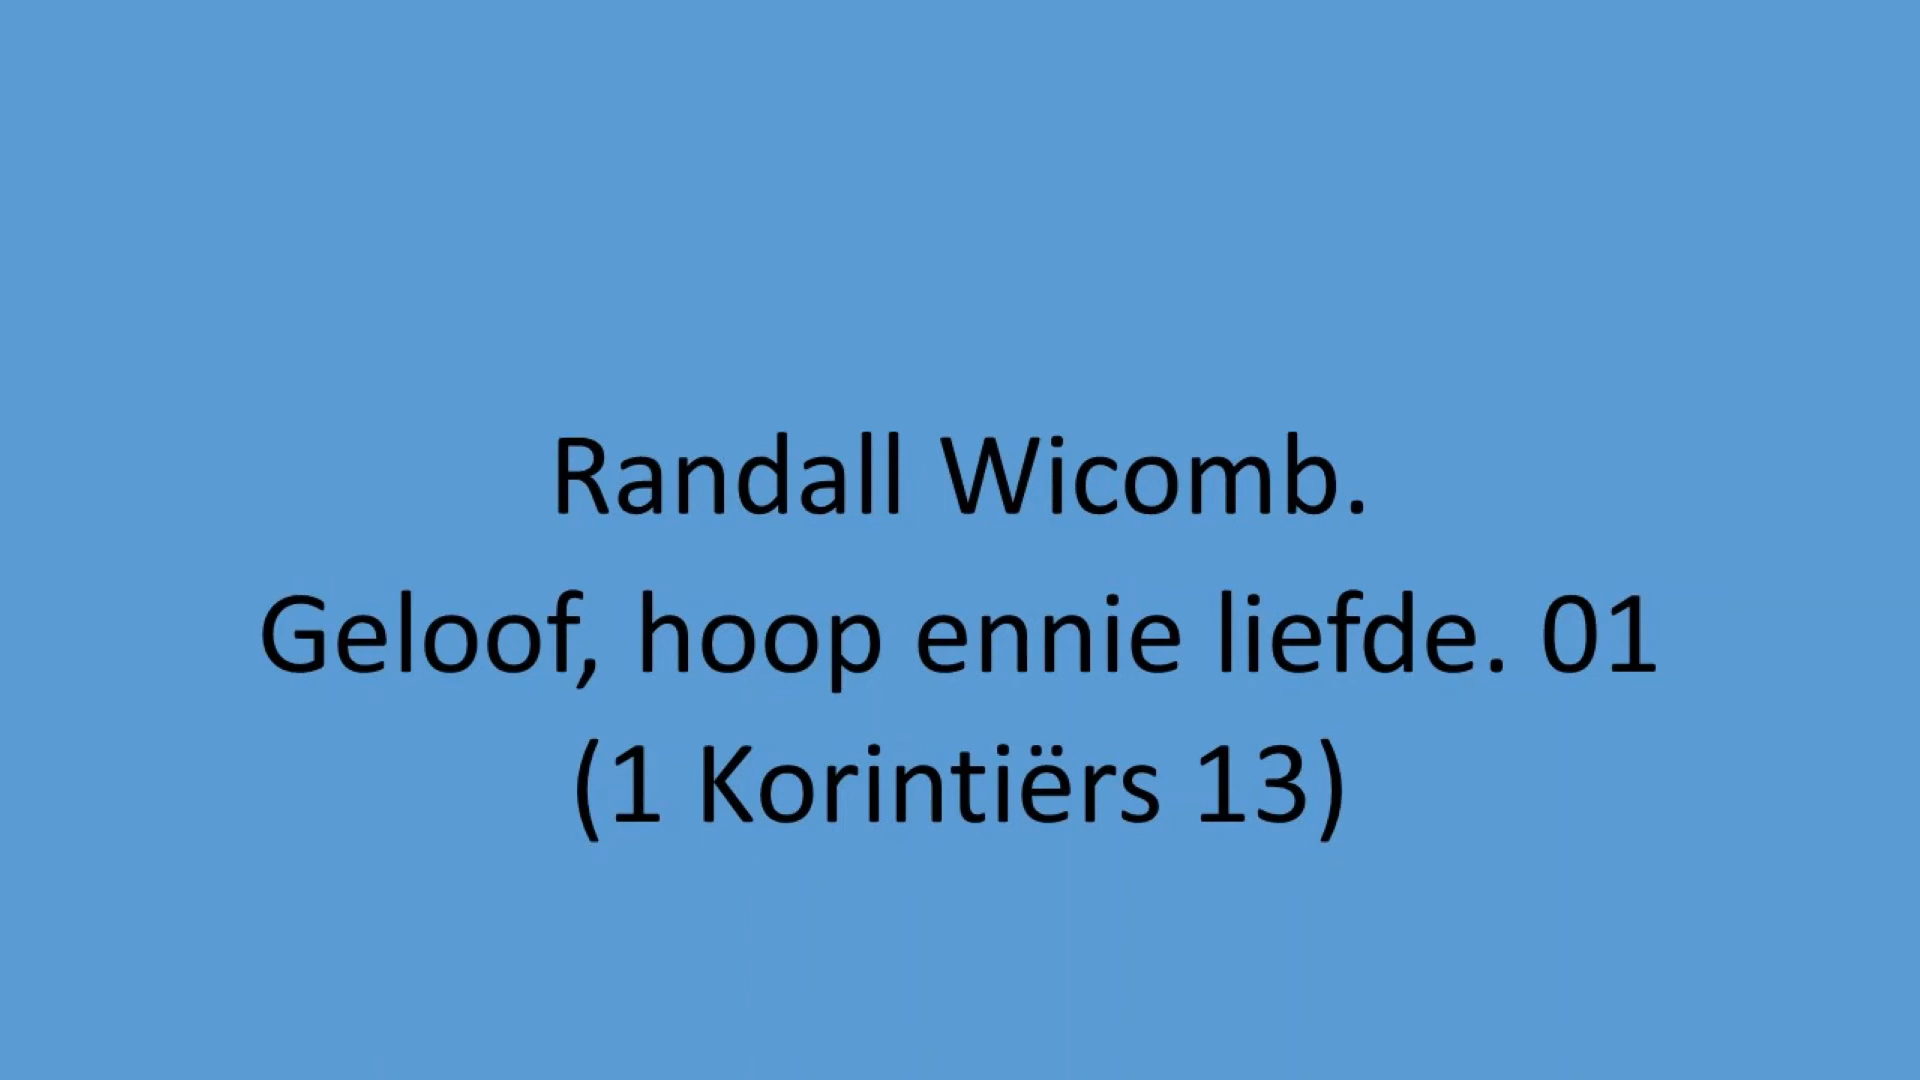 Randall Wicomb.
Geloof, hoop ennie liefde. 01
(1 Korintiërs 13)